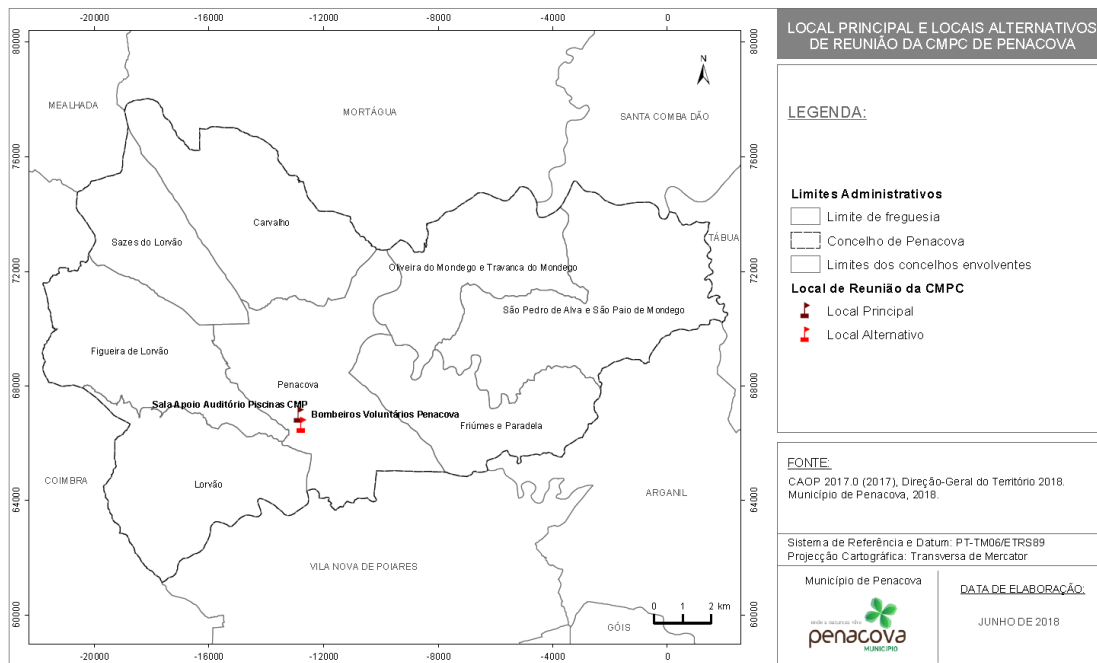 -20000 -16000 -12000 -8000 -4000 0
80000 76000 72000 68000 64000 60000
N
MEALHADA
MORTÁGUA
SANTA COMBA DÃO
TÁBUA
Carvalho
Sazes do Lorvão
Oliveira do Mondego e Travanca do Mondego
São Pedro de Alva e São Paio de Mondego
Figueira de Lorvão
Penacova
Sala Apoio Auditório Piscinas CMP
Bombeiros Voluntários Penacova
Friúmes e Paradela
COIMBRA
Lorvão
ARGANIL
VILA NOVA DE POIARES
GÓIS
0 1 2 km
80000 76000 72000 68000 64000 60000
-20000 -16000 -12000 -8000 -4000 0
LOCAL PRINCIPAL E LOCAIS ALTERNATIVOS
DE REUNIÃO DA CMPC DE PENACOVA
LEGENDA:
Limites Administrativos
Limite de freguesia
Concelho de Penacova
Limites dos concelhos envolventes
Local de Reunião da CMPC
Local Principal
Local Alternativo
FONTE:
CAOP 2017.0 (2017), Direção-Geral do Território 2018.
Município de Penacova, 2018.
Sistema de Referência e Datum: PT-TM06/ETRS89
Projecção Cartográfica: Transversa de Mercator
Município de Penacova
penacova
MUNICÍPIO
DATA DE ELABORAÇÃO:
JUNHO DE 2018